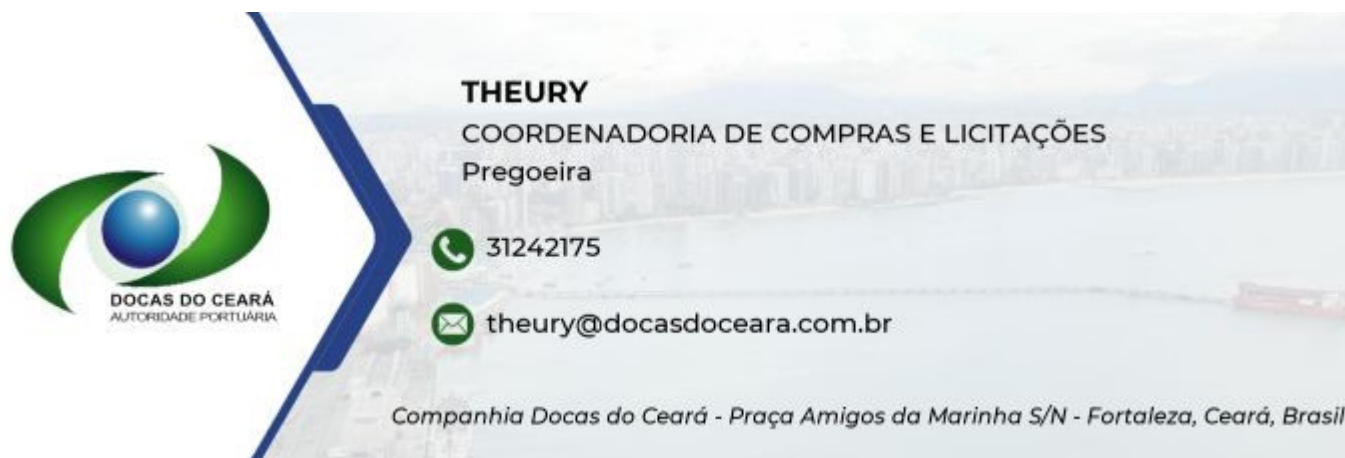 THEURY
COORDENADORIA DE COMPRAS E LICITAÇÕES
Pregoeira
31242175
theury@docasdoceara.com.br
DOCAS DO CEARÁ
AUTORIDADE PORTUÁRIA
Companhia Docas do Ceará - Praça Amigos da Marinha S/N - Fortaleza, Ceará, Brasil